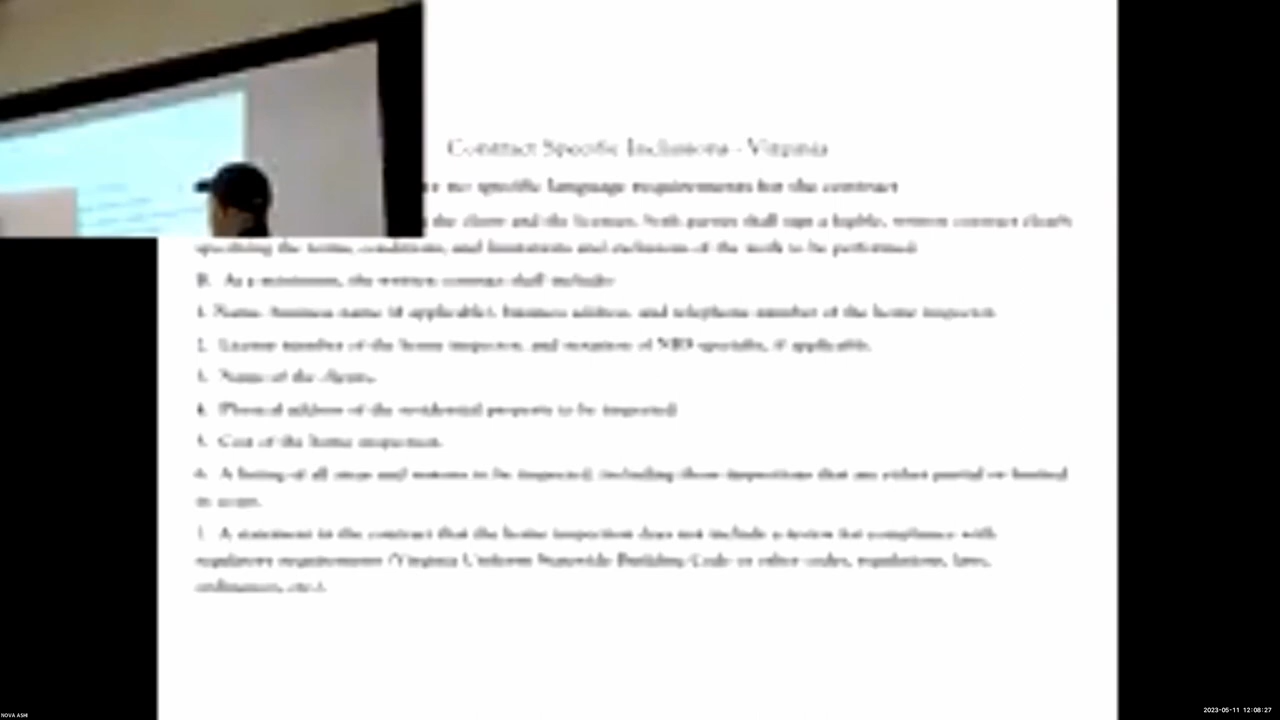 Contract Specific Inclusions - Virginia
no specific language requirements for the contract
the client and the licensee, both parties shall sign a legible, written contract clearly
specifying the terms, conditions, and limitations and exclusions of the work to be performed
B. At a minimum, the written contract shall include:
1. Name, business name (if applicable), business address, and telephone number of the home inspector.
2. License number of the home inspector, and notation of NRS specialty, if applicable.
3. Name of the clients.
4. Physical address of the residential property to be inspected
5. Cost of the home inspection.
6. A listing of all areas and systems to be inspected, including those inspections that are either partial or limited
in scope.
7. A statement in the contract that the home inspection does not include a review for compliance with
regulatory requirements (Virginia Uniform Statewide Building Code or other codes, regulations, laws,
ordinances, etc.).
NOVA ASHI
2023-05-11 12:08:27